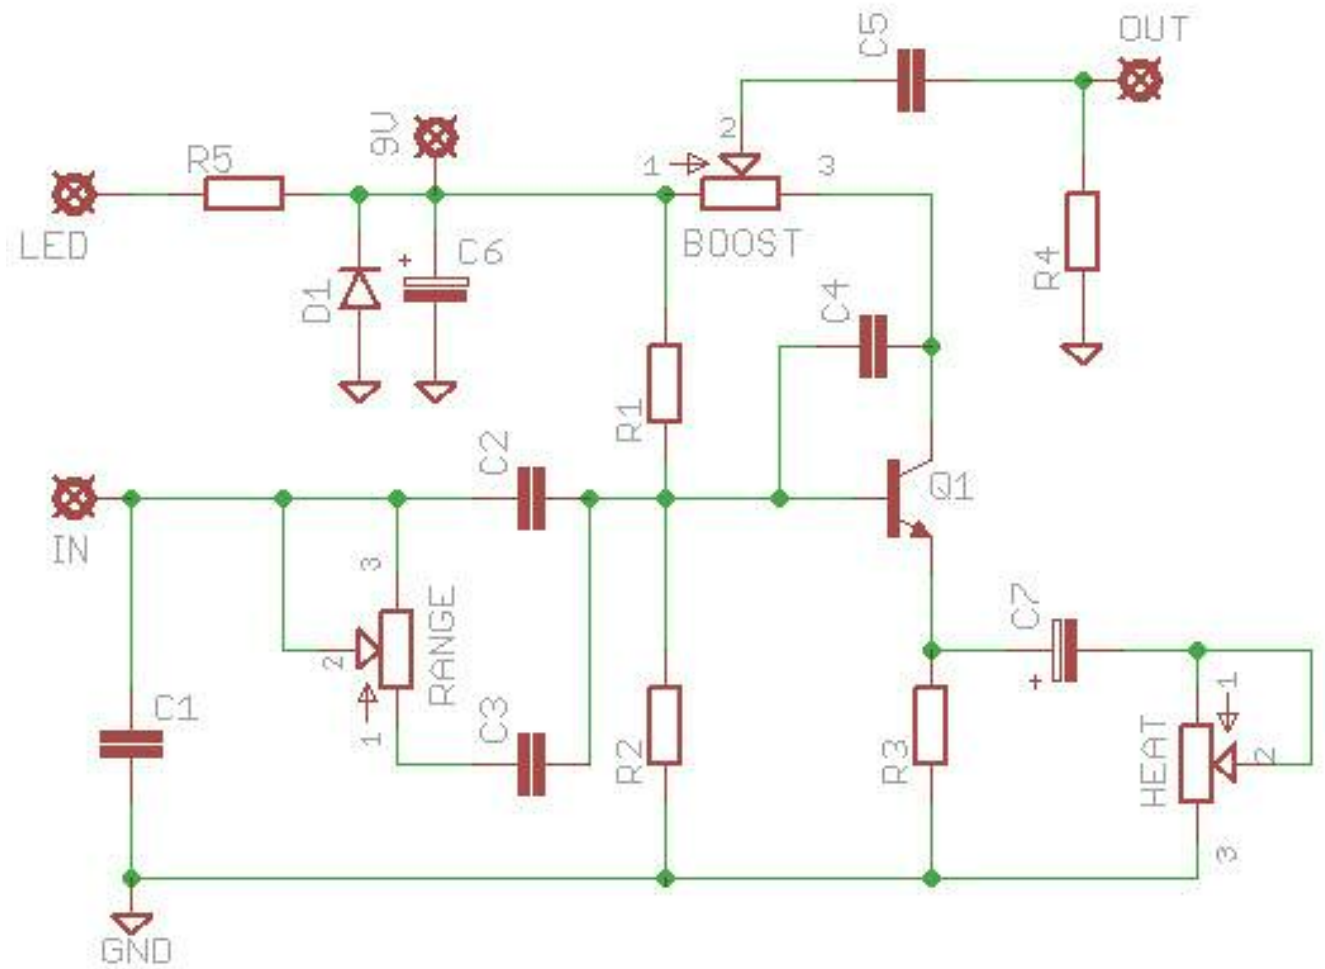 OUT
C5
9V
2
R5
1
3
LED
BOOST
+
C6
R4
D1
C4
R1
C2
Q1
IN
3
C7
RANGE
2
+
1
C1
C3
1
R2
R3
HEAT
2
3
GND